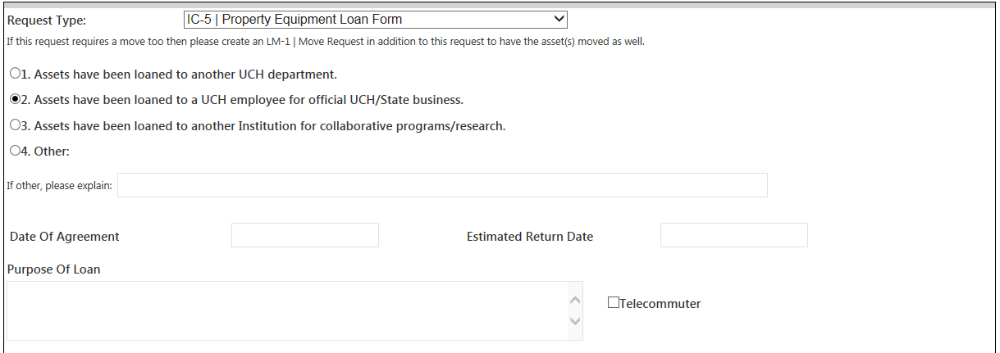 Request Type: IC-5 | Property Equipment Loan Form
If this request requires a move too then please create an LM-1 | Move Request in addition to this request to have the asset(s) moved as well.
1. Assets have been loaned to another UCH department.
2. Assets have been loaned to a UCH employee for official UCH/State business.
3. Assets have been loaned to another Institution for collaborative programs/research.
4. Other:
If other, please explain:
Date Of Agreement Estimated Return Date
Purpose Of Loan
Telecommuter